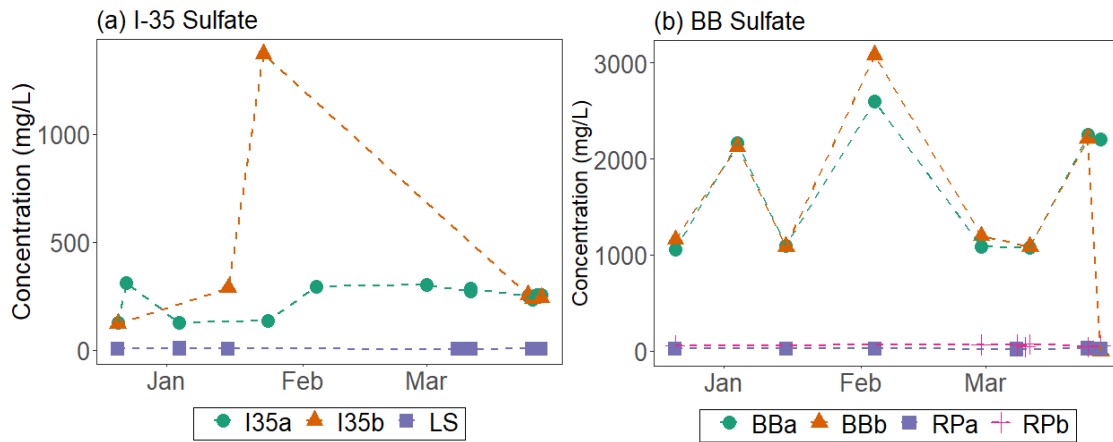 (a) I-35 Sulfate
Concentration (mg/L)
1000
500
0
Jan Feb Mar
I35a I35b LS
(b) BB Sulfate
Concentration (mg/L)
3000
2000
1000
0
Jan Feb Mar
BBa BBb RPa RPb